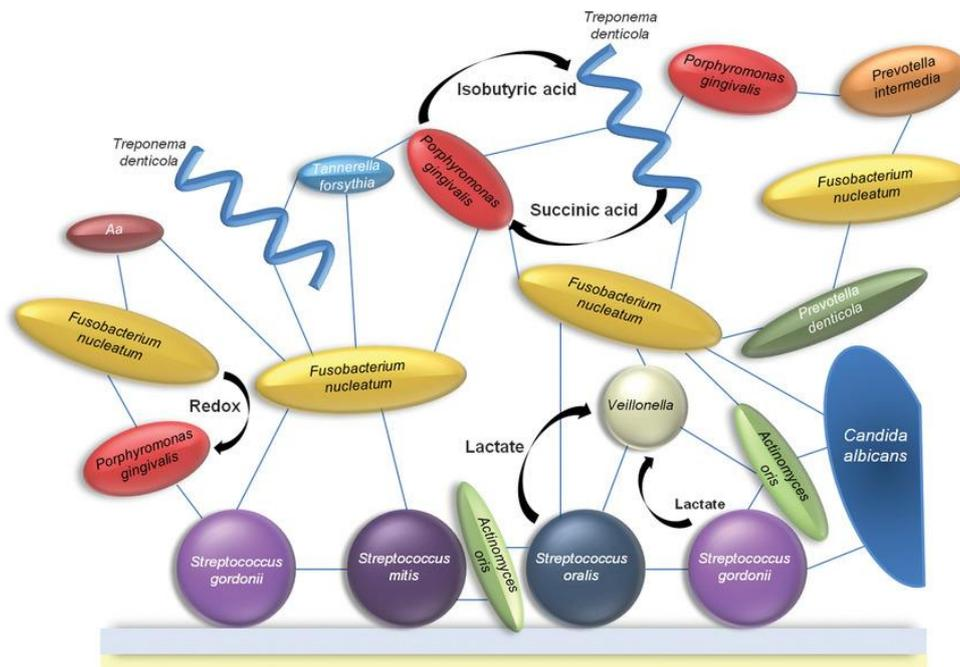 Treponema
denticola
Isobutyric acid
Porphyromonas
gingivalis
Prevotella
intermedia
Treponema
denticola
Tannerella
forsythia
Porphyromonas
gingivalis
Fusobacterium
nucleatum
Succinic acid
Aa
Fusobacterium
nucleatum
Prevotella
denticola
Fusobacterium
nucleatum
Fusobacterium
nucleatum
Redox
Veillonella
Lactate
Actinomyces
oris
Candida
albicans
Porphyromonas
gingivalis
Lactate
Streptococcus
gordonii
Streptococcus
mitis
Actinomyces
oris
Streptococcus
oralis
Streptococcus
gordonii